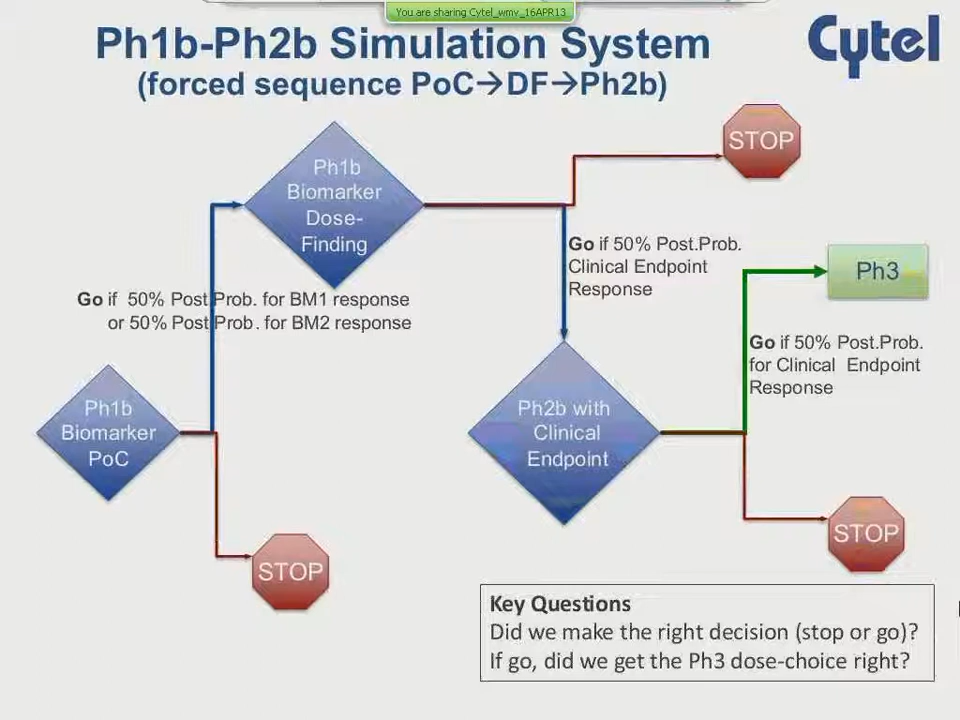 You are sharing Cytel_wmv_16APR13
Ph1b-Ph2b Simulation System
(forced sequence PoC→DF→Ph2b)
Cytel
STOP
Ph1b
Biomarker
Dose-
Finding
Go if 50% Post.Prob.
Clinical Endpoint
Response
Ph3
Go if  50% Post.Prob. for BM1 response
or 50% Post.Prob. for BM2 response
Go if 50% Post.Prob.
for Clinical  Endpoint
Response
Ph1b
Biomarker
PoC
Ph2b with
Clinical
Endpoint
STOP
STOP
Key Questions
Did we make the right decision (stop or go)?
If go, did we get the Ph3 dose-choice right?